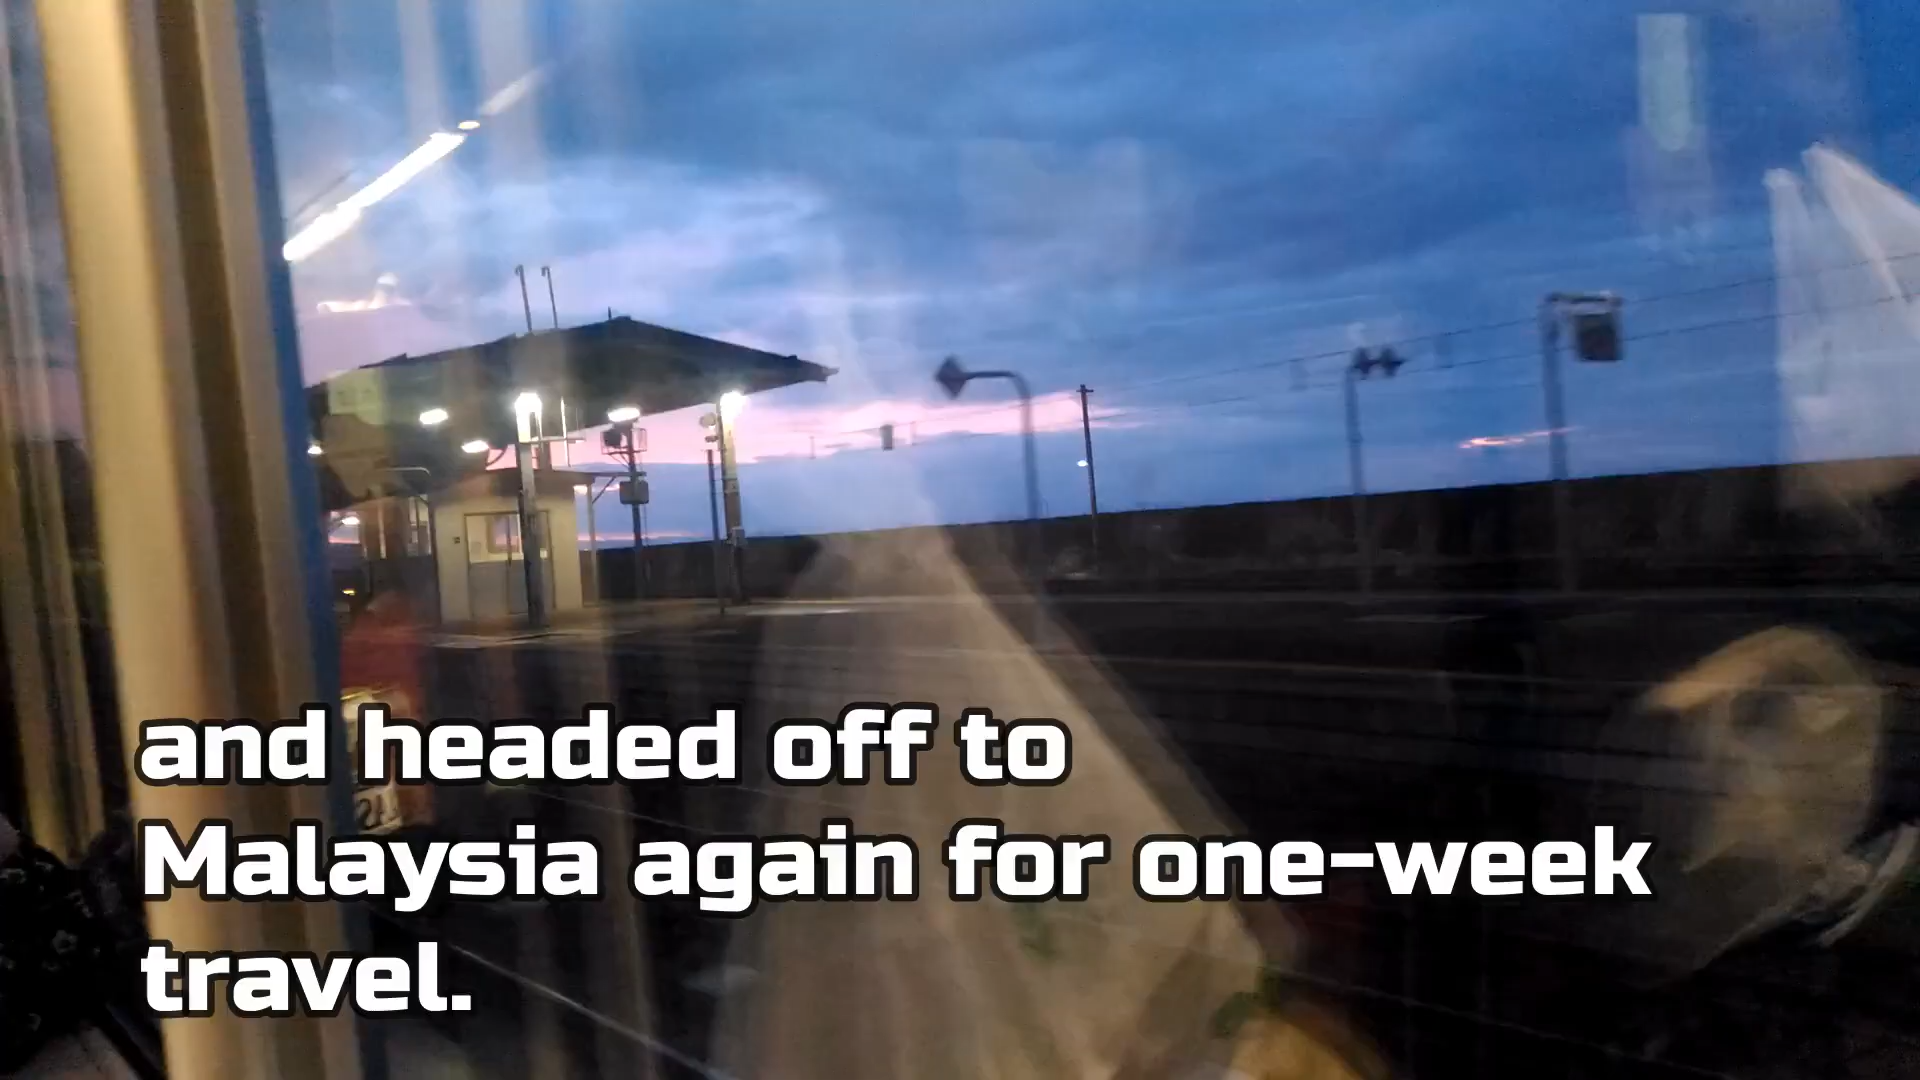 and headed off to
Malaysia again for one-week
travel.